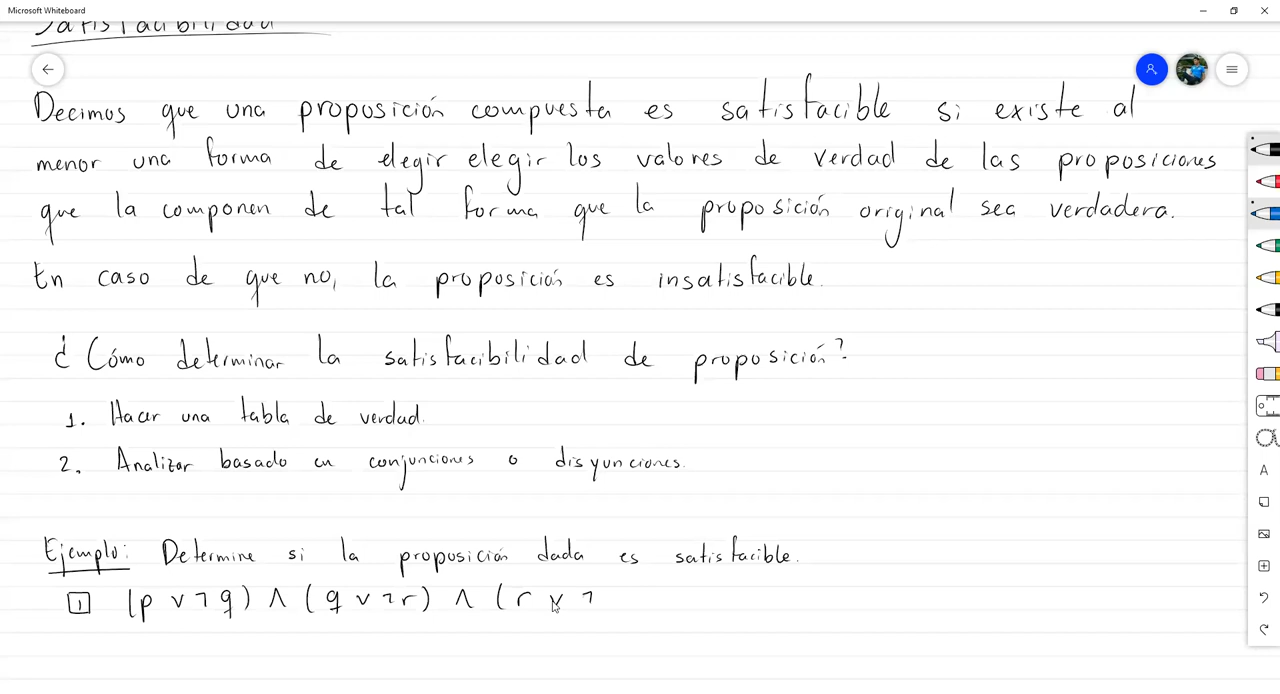 Microsoft Whiteboard
Satisfacibilidad
Decimos que una proposición compuesta es satisfacible si existe al
menor una forma de elegir elegir los valores de verdad de las proposiciones
que la componen de tal forma que la proposición original sea verdadera.
En caso de que no, la proposición es insatisfacible.
¿Cómo determinar la satisfacibilidad de proposición?
1. Hacer una tabla de verdad.
2. Analizar basado en conjunciones o disyunciones.
Ejemplo: Determine si la proposición dada es satisfacible.
1 (p ∨ ¬ q) ∧ (q ∨ ¬ r) ∧ (r ∨ ¬